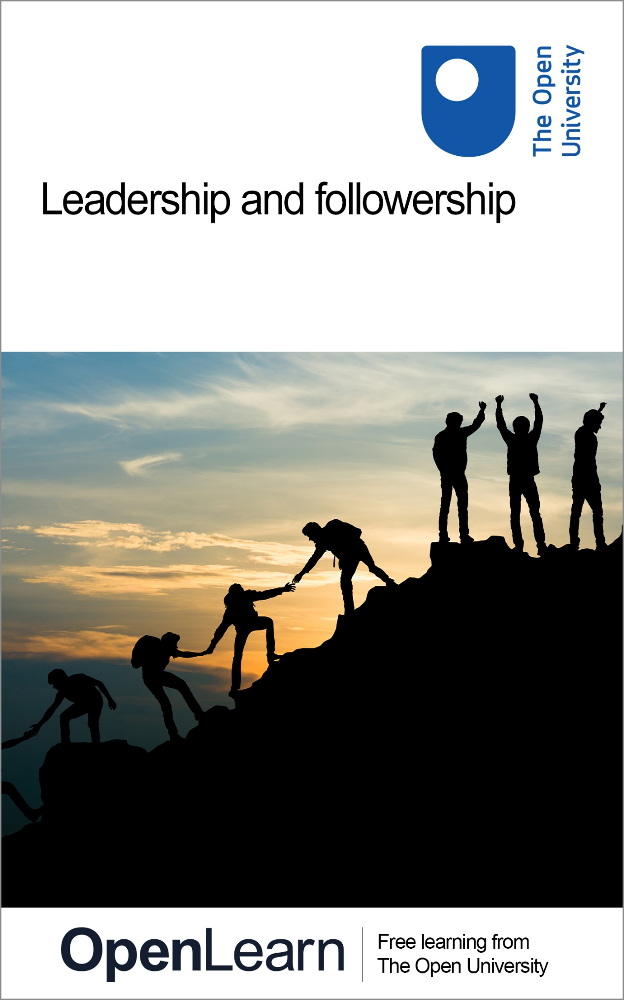 The Open
University
Leadership and followership
OpenLearn
Free learning from
The Open University